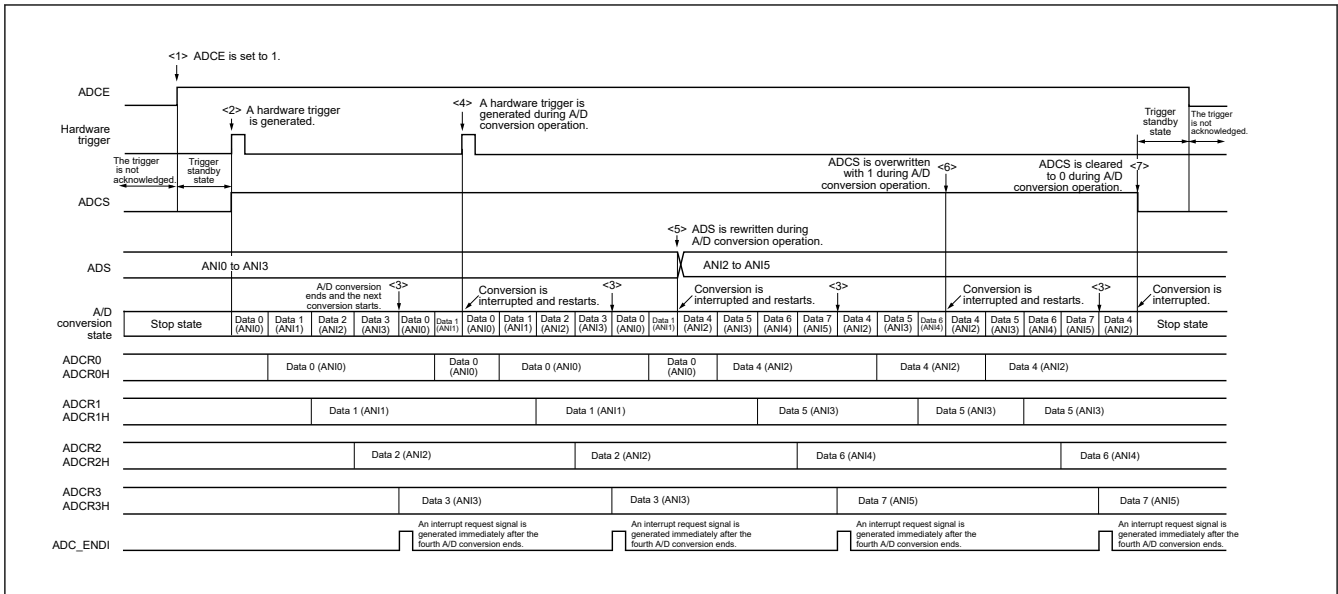 <1> ADCE is set to 1.
ADCE
<2> A hardware trigger
is generated.
<4> A hardware trigger is
generated during A/D
conversion operation.
Trigger
standby
state
The trigger
is not
acknowledged.
Hardware
trigger
The trigger
is not
acknowledged.
Trigger
standby
state
ADCS is overwritten
with 1 during A/D
conversion operation.
<6>
ADCS is cleared
to 0 during A/D
conversion operation.
<7>
ADCS
<5> ADS is rewritten during
A/D conversion operation.
ADS
ANI0 to ANI3
ANI2 to ANI5
A/D conversion
ends and the next
conversion starts.
<3>
Conversion is
interrupted and restarts.
<3>
Conversion is
interrupted and restarts.
<3>
Conversion is
interrupted and restarts.
<3>
Conversion is
interrupted.
A/D
conversion
state
Stop state
Data 0
(ANI0)
Data 1
(ANI1)
Data 2
(ANI2)
Data 3
(ANI3)
Data 0
(ANI0)
Data 1
(ANI1)
Data 0
(ANI0)
Data 1
(ANI1)
Data 2
(ANI2)
Data 3
(ANI3)
Data 0
(ANI0)
Data 1
(ANI1)
Data 4
(ANI2)
Data 5
(ANI3)
Data 6
(ANI4)
Data 7
(ANI5)
Data 4
(ANI2)
Data 5
(ANI3)
Data 6
(ANI4)
Data 4
(ANI2)
Data 5
(ANI3)
Data 6
(ANI4)
Data 7
(ANI5)
Data 4
(ANI2)
Stop state
ADCR0
ADCR0H
Data 0 (ANI0)
Data 0
(ANI0)
Data 0 (ANI0)
Data 0
(ANI0)
Data 4 (ANI2)
Data 4 (ANI2)
Data 4 (ANI2)
ADCR1
ADCR1H
Data 1 (ANI1)
Data 1 (ANI1)
Data 5 (ANI3)
Data 5 (ANI3)
Data 5 (ANI3)
ADCR2
ADCR2H
Data 2 (ANI2)
Data 2 (ANI2)
Data 6 (ANI4)
Data 6 (ANI4)
ADCR3
ADCR3H
Data 3 (ANI3)
Data 3 (ANI3)
Data 7 (ANI5)
Data 7 (ANI5)
ADC_ENDI
An interrupt request signal is
generated immediately after the
fourth A/D conversion ends.
An interrupt request signal is
generated immediately after the
fourth A/D conversion ends.
An interrupt request signal is
generated immediately after the
fourth A/D conversion ends.
An interrupt request signal is
generated immediately after the
fourth A/D conversion ends.